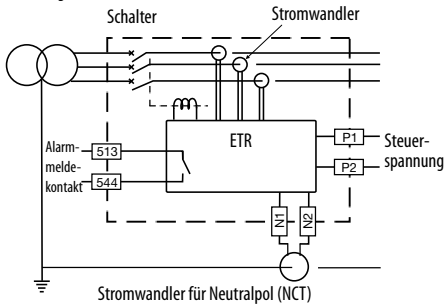 Schalter
Stromwandler
ETR
Alarm-
melde-
kontakt
513
544
P1
P2
Steuer-
spannung
N1
N2
Stromwandler für Neutralpol (NCT)